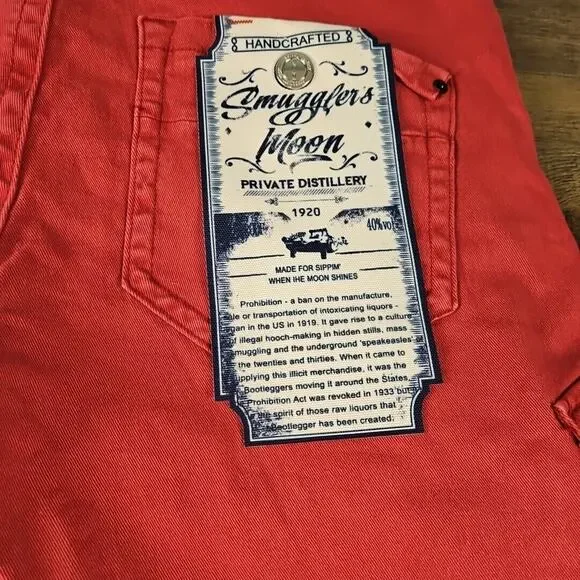 HANDCRAFTED
Smuggler's
Moon
PRIVATE DISTILLERY
1920
40%vol
MADE FOR SIPPIN'
WHEN THE MOON SHINES
Prohibition - a ban on the manufacture,
le or transportation of intoxicating liquors -
gan in the US in 1919. It gave rise to a culture
of illegal hooch-making in hidden stills, mass
muggling and the underground 'speakeasies' of
the twenties and thirties. When it came to
upplying this illicit merchandise, it was the
Bootleggers moving it around the States.
Prohibition Act was revoked in 1933 but
the spirit of those raw liquors that
Bootlegger has been created.